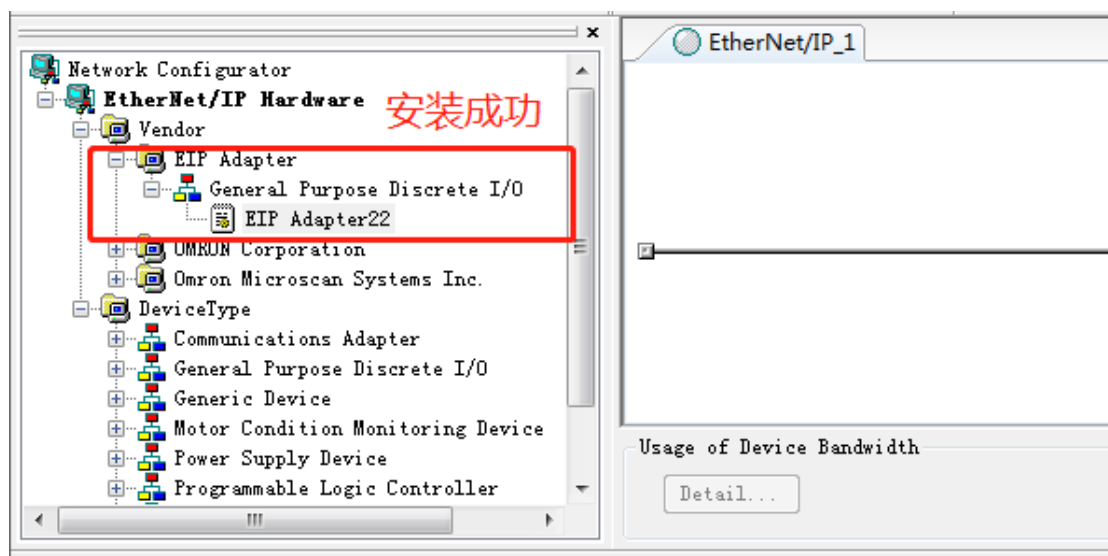 Network Configurator
EtherNet/IP Hardware
安装成功
Vendor
EIP Adapter
General Purpose Discrete I/O
EIP Adapter22
OMRON Corporation
Omron Microscan Systems Inc.
DeviceType
Communications Adapter
General Purpose Discrete I/O
Generic Device
Motor Condition Monitoring Device
Power Supply Device
Programmable Logic Controller
EtherNet/IP_1
Usage of Device Bandwidth
Detail...